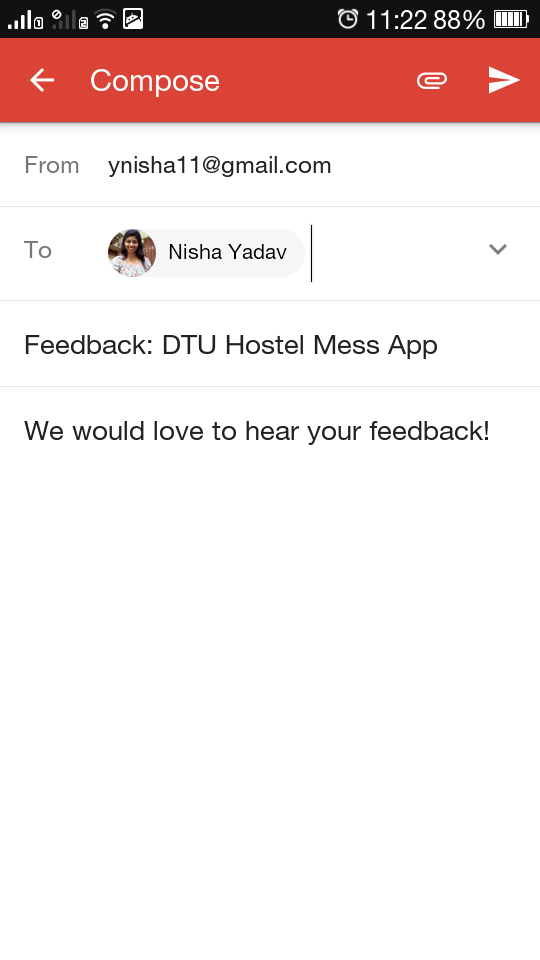 11:22 88%
Compose
From ynisha11@gmail.com
To Nisha Yadav
Feedback: DTU Hostel Mess App
We would love to hear your feedback!